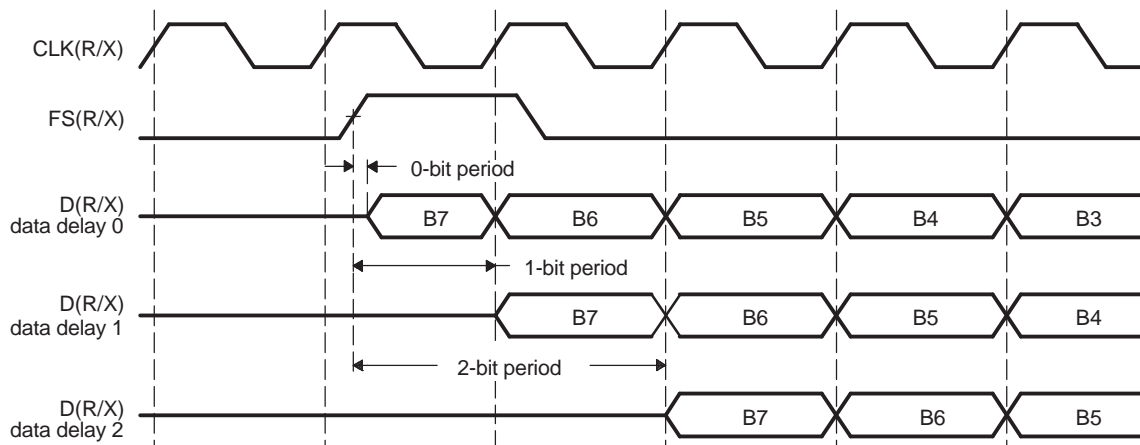 CLK(R/X)
FS(R/X)
0-bit period
D(R/X)
data delay 0
B7 B6 B5 B4 B3
1-bit period
D(R/X)
data delay 1
B7 B6 B5 B4
2-bit period
D(R/X)
data delay 2
B7 B6 B5